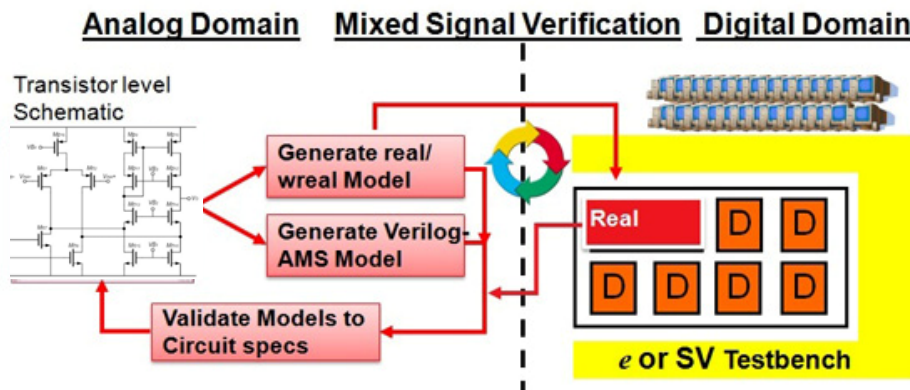 Analog Domain
Mixed Signal Verification
Digital Domain
Transistor level
Schematic
Generate real/
wreal Model
Generate Verilog-
AMS Model
Validate Models to
Circuit specs
Real
D D
D D D D
e or SV Testbench